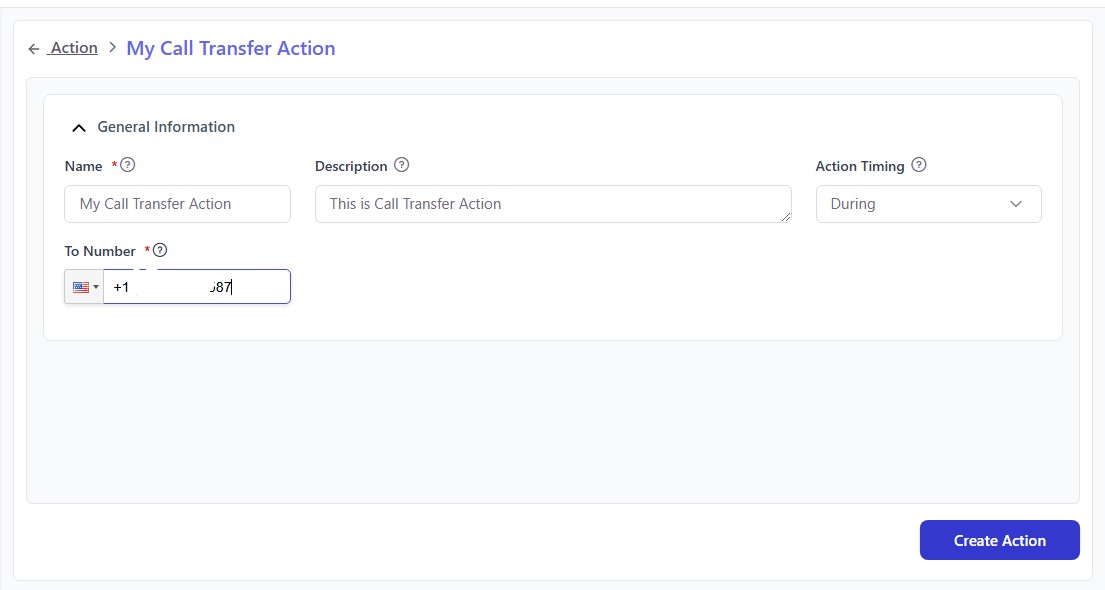 Action > My Call Transfer Action
General Information
Name *
Description
Action Timing
My Call Transfer Action
This is Call Transfer Action
During
To Number *
+1 87
Create Action